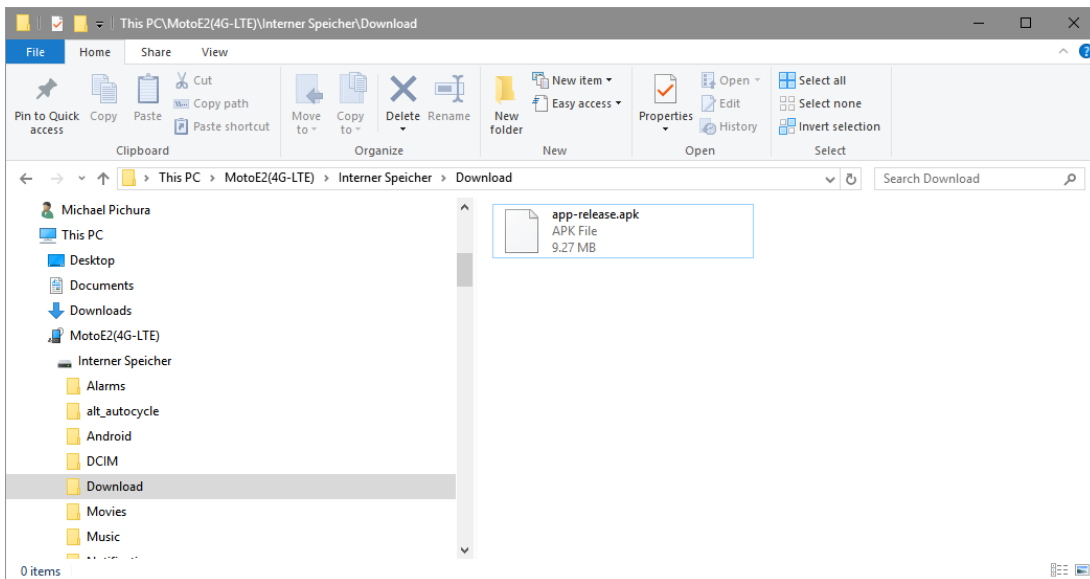 This PC\MotoE2(4G-LTE)\Interner Speicher\Download
File Home Share View
Pin to Quick access
Copy
Paste
Cut
Copy path
Paste shortcut
Clipboard
Move to
Copy to
Delete
Rename
Organize
New folder
New item
Easy access
New
Properties
Open
Edit
History
Open
Select all
Select none
Invert selection
Select
This PC > MotoE2(4G-LTE) > Interner Speicher > Download
Search Download
Michael Pichura
This PC
Desktop
Documents
Downloads
MotoE2(4G-LTE)
Interner Speicher
Alarms
alt_autocycle
Android
DCIM
Download
Movies
Music
app-release.apk
APK File
9.27 MB
0 items